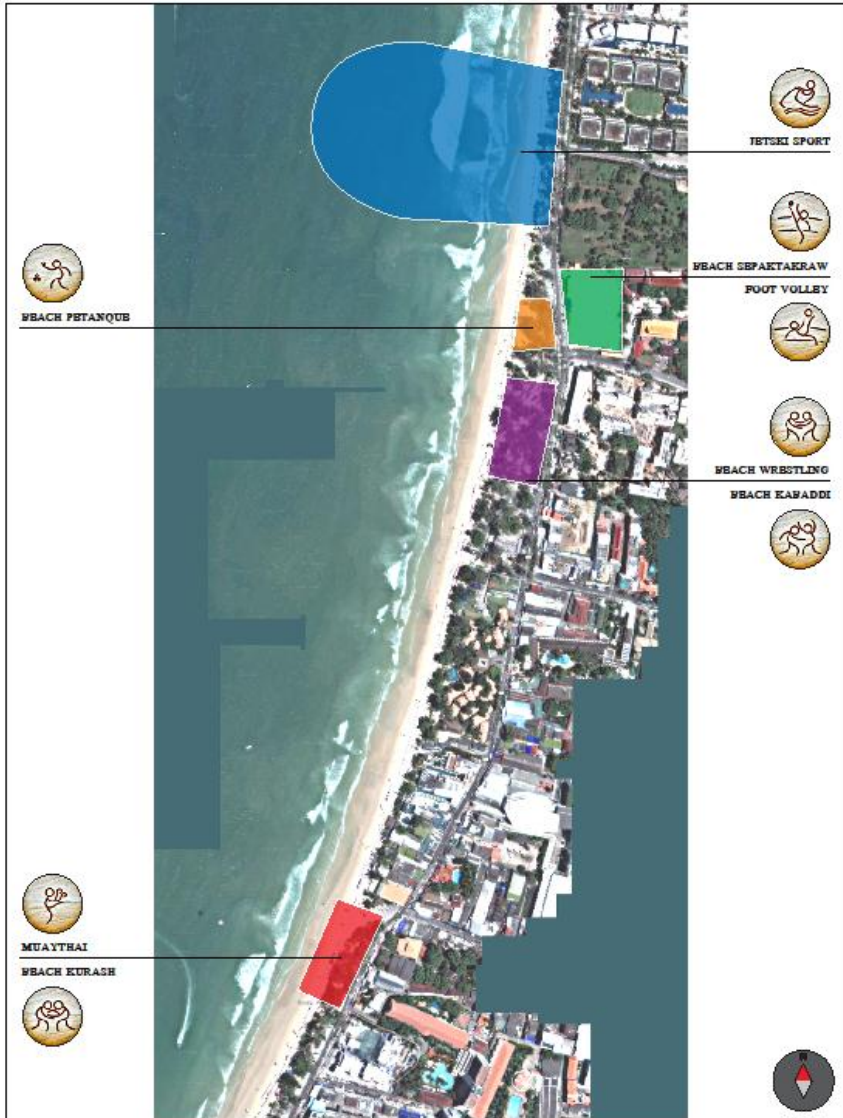 JETSKI SPORT
BEACH SEPAKTAKRAW
FOOT VOLLEY
BEACH PETANQUE
BEACH WRESTLING
BEACH KABADDI
MUAYTHAI
BEACH KURASH
N